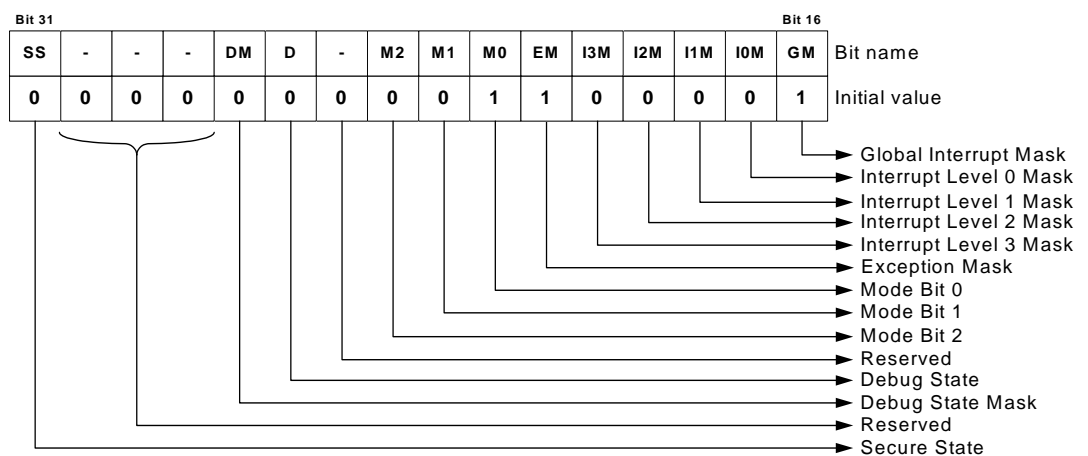 Bit 31 Bit 16
SS - - - DM D - M2 M1 M0 EM I3M I2M I1M I0M GM Bit name
0 0 0 0 0 0 0 0 0 1 1 0 0 0 0 1 Initial value
Global Interrupt Mask
Interrupt Level 0 Mask
Interrupt Level 1 Mask
Interrupt Level 2 Mask
Interrupt Level 3 Mask
Exception Mask
Mode Bit 0
Mode Bit 1
Mode Bit 2
Reserved
Debug State
Debug State Mask
Reserved
Secure State